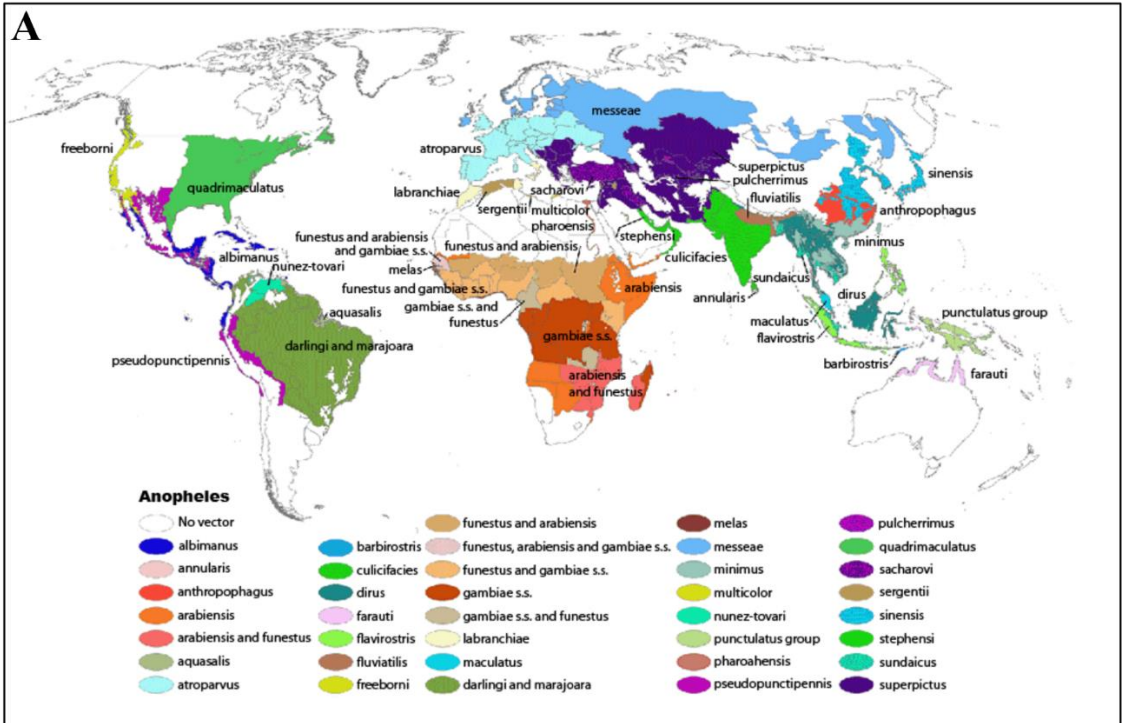 A
messeae
freeborni
atroparvus
superpictus
pulcherrimus
sinensis
quadrimaculatus
labranchiae
sacharovi
fluviatilis
sergentii
multicolor
pharoensis
anthropophagus
stephensi
minimus
funestus and arabiensis
and gambiae s.s.
funestus and arabiensis
albimanus
culicifacies
nunez-tovari
melas
sundaicus
funestus and gambiae s.s.
arabiensis
dirus
annularis
gambiae s.s. and
funestus
aquasalis
maculatus
punctulatus group
flavirostris
gambiae s.s.
darlingi and marajoara
pseudopunctipennis
barbirostris
arabiensis
and funestus
farauti
Anopheles
No vector
albimanus
annularis
anthropophagus
arabiensis
arabiensis and funestus
aquasalis
atroparvus
barbirostris
culicifacies
dirus
farauti
flavirostris
fluviatilis
freeborni
funestus and arabiensis
funestus, arabiensis and gambiae s.s.
funestus and gambiae s.s.
gambiae s.s.
gambiae s.s. and funestus
labranchiae
maculatus
darlingi and marajoara
melas
messeae
minimus
multicolor
nunez-tovari
punctulatus group
pharoahensis
pseudopunctipennis
pulcherrimus
quadrimaculatus
sacharovi
sergentii
sinensis
stephensi
sundaicus
superpictus